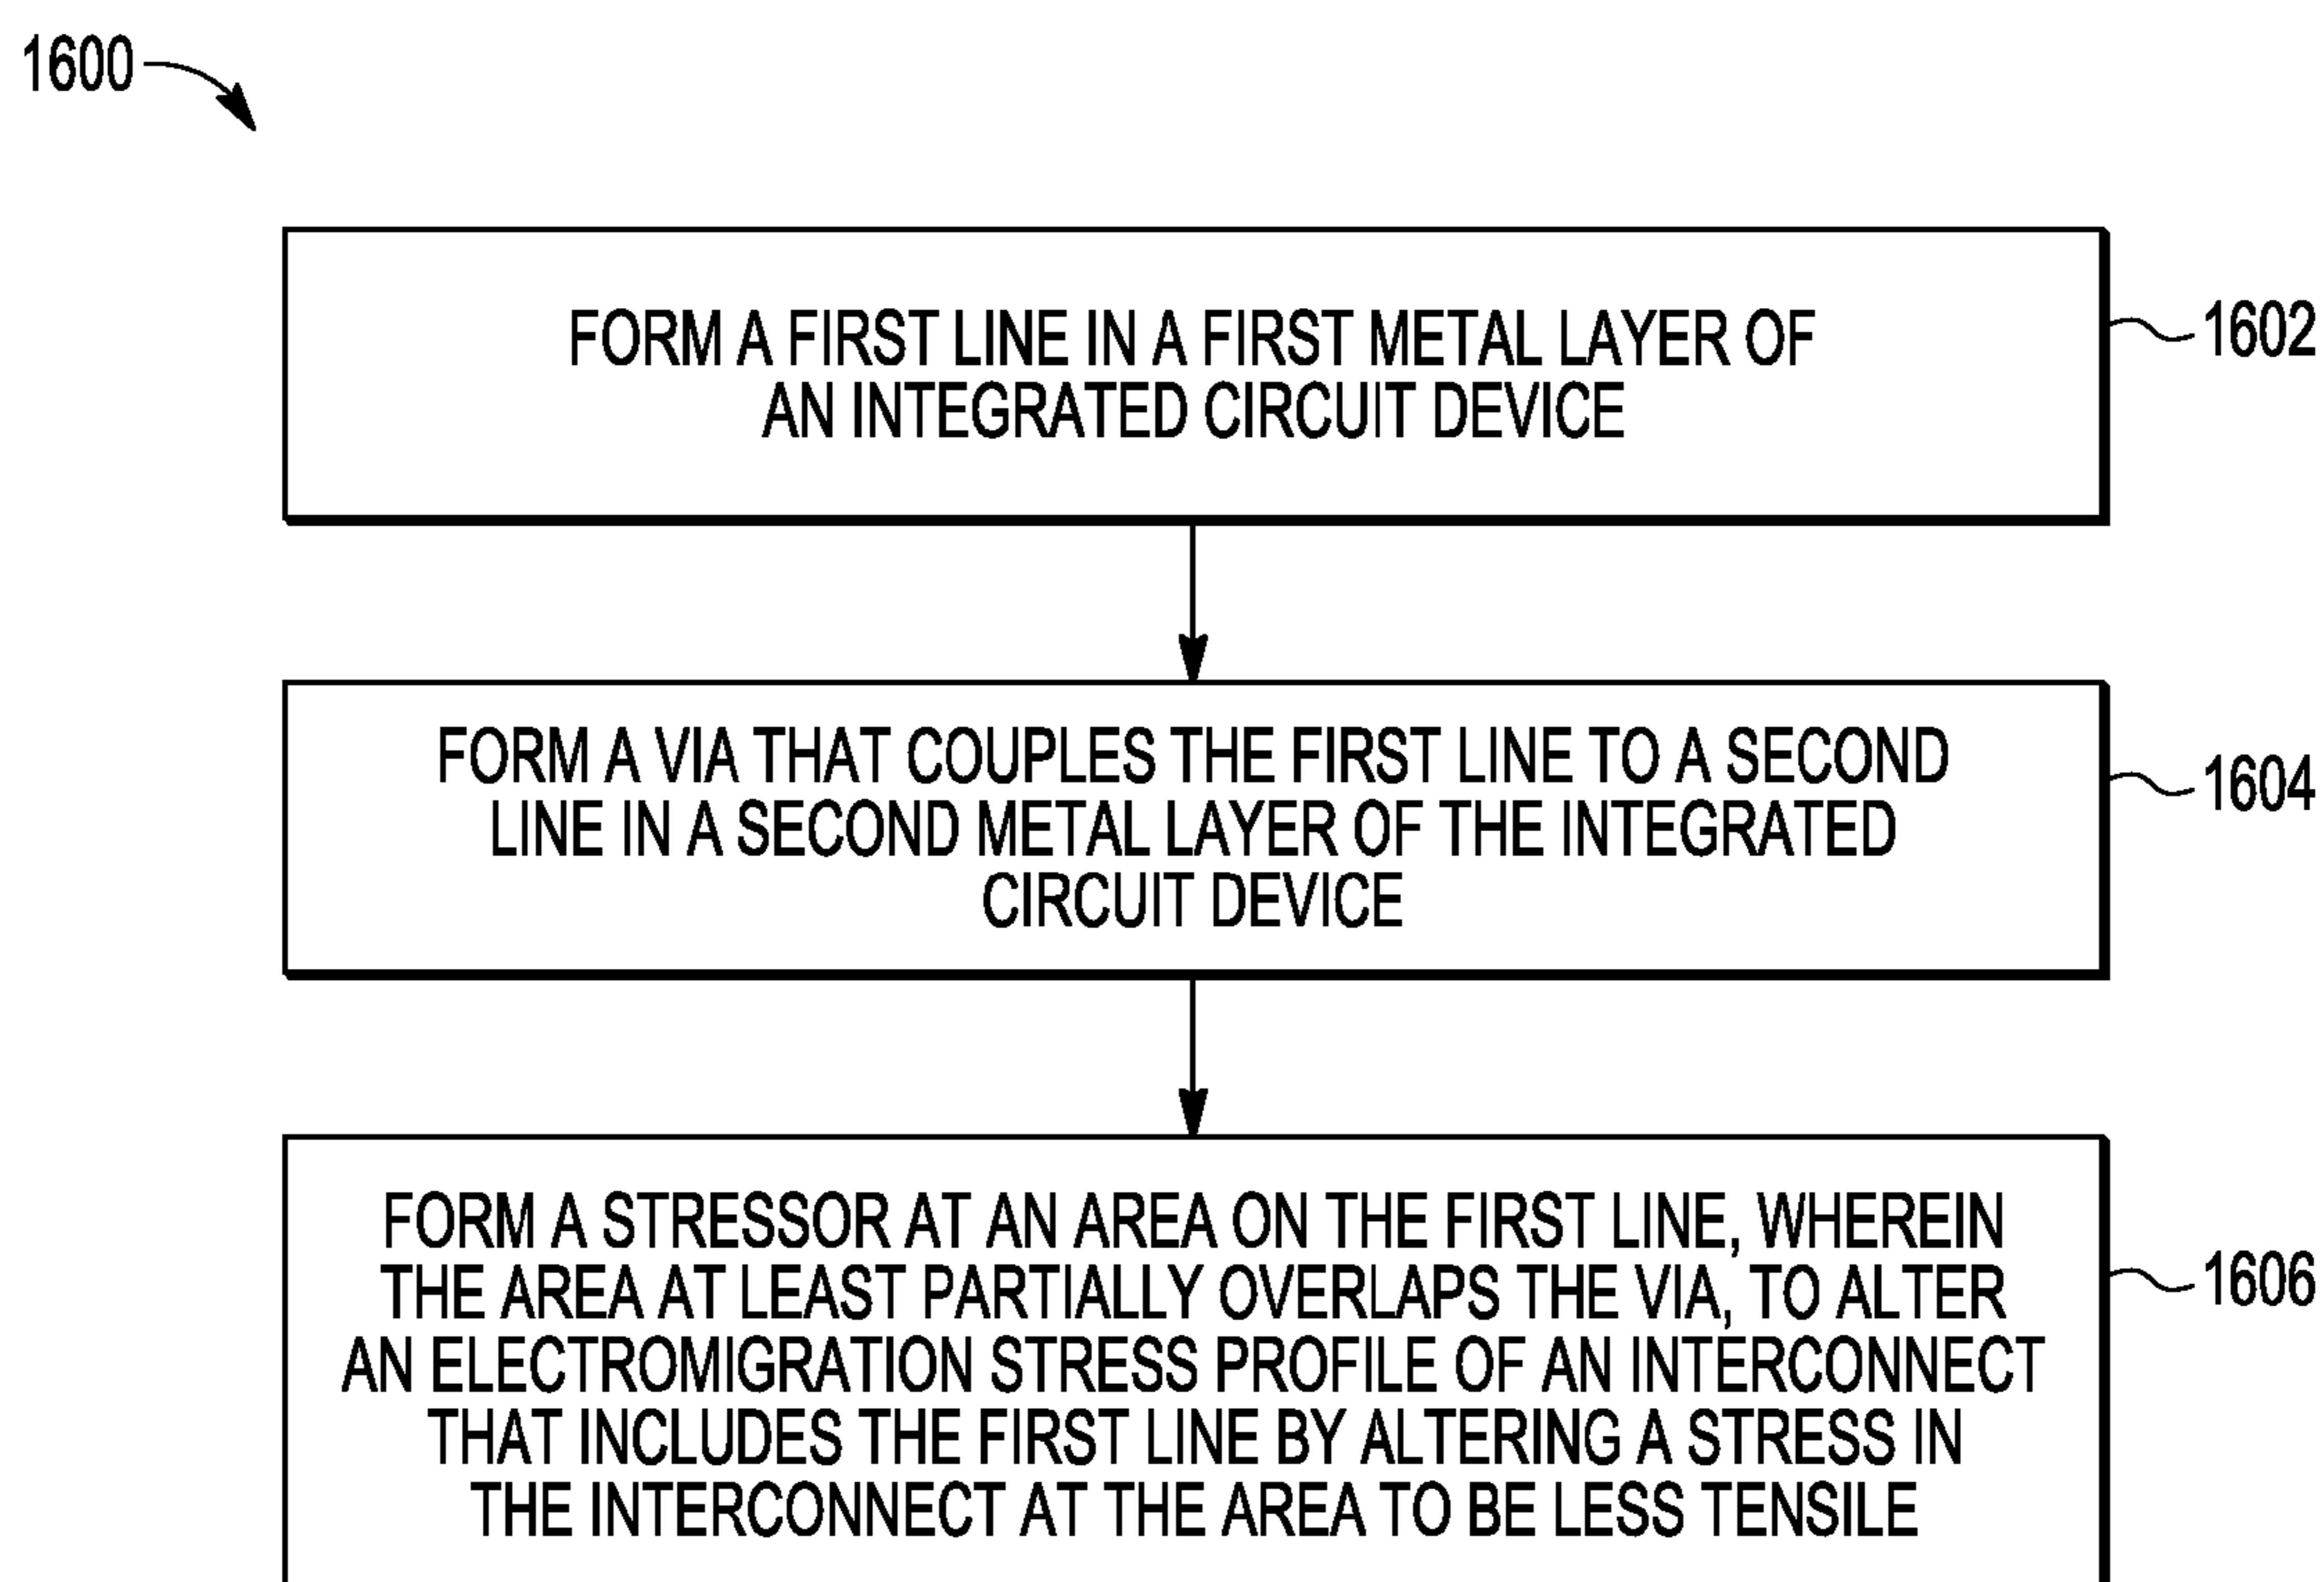 1600
FORM A FIRST LINE IN A FIRST METAL LAYER OF
AN INTEGRATED CIRCUIT DEVICE
1602
FORM A VIA THAT COUPLES THE FIRST LINE TO A SECOND
LINE IN A SECOND METAL LAYER OF THE INTEGRATED
CIRCUIT DEVICE
1604
FORM A STRESSOR AT AN AREA ON THE FIRST LINE, WHEREIN
THE AREA AT LEAST PARTIALLY OVERLAPS THE VIA, TO ALTER
AN ELECTROMIGRATION STRESS PROFILE OF AN INTERCONNECT
THAT INCLUDES THE FIRST LINE BY ALTERING A STRESS IN
THE INTERCONNECT AT THE AREA TO BE LESS TENSILE
1606